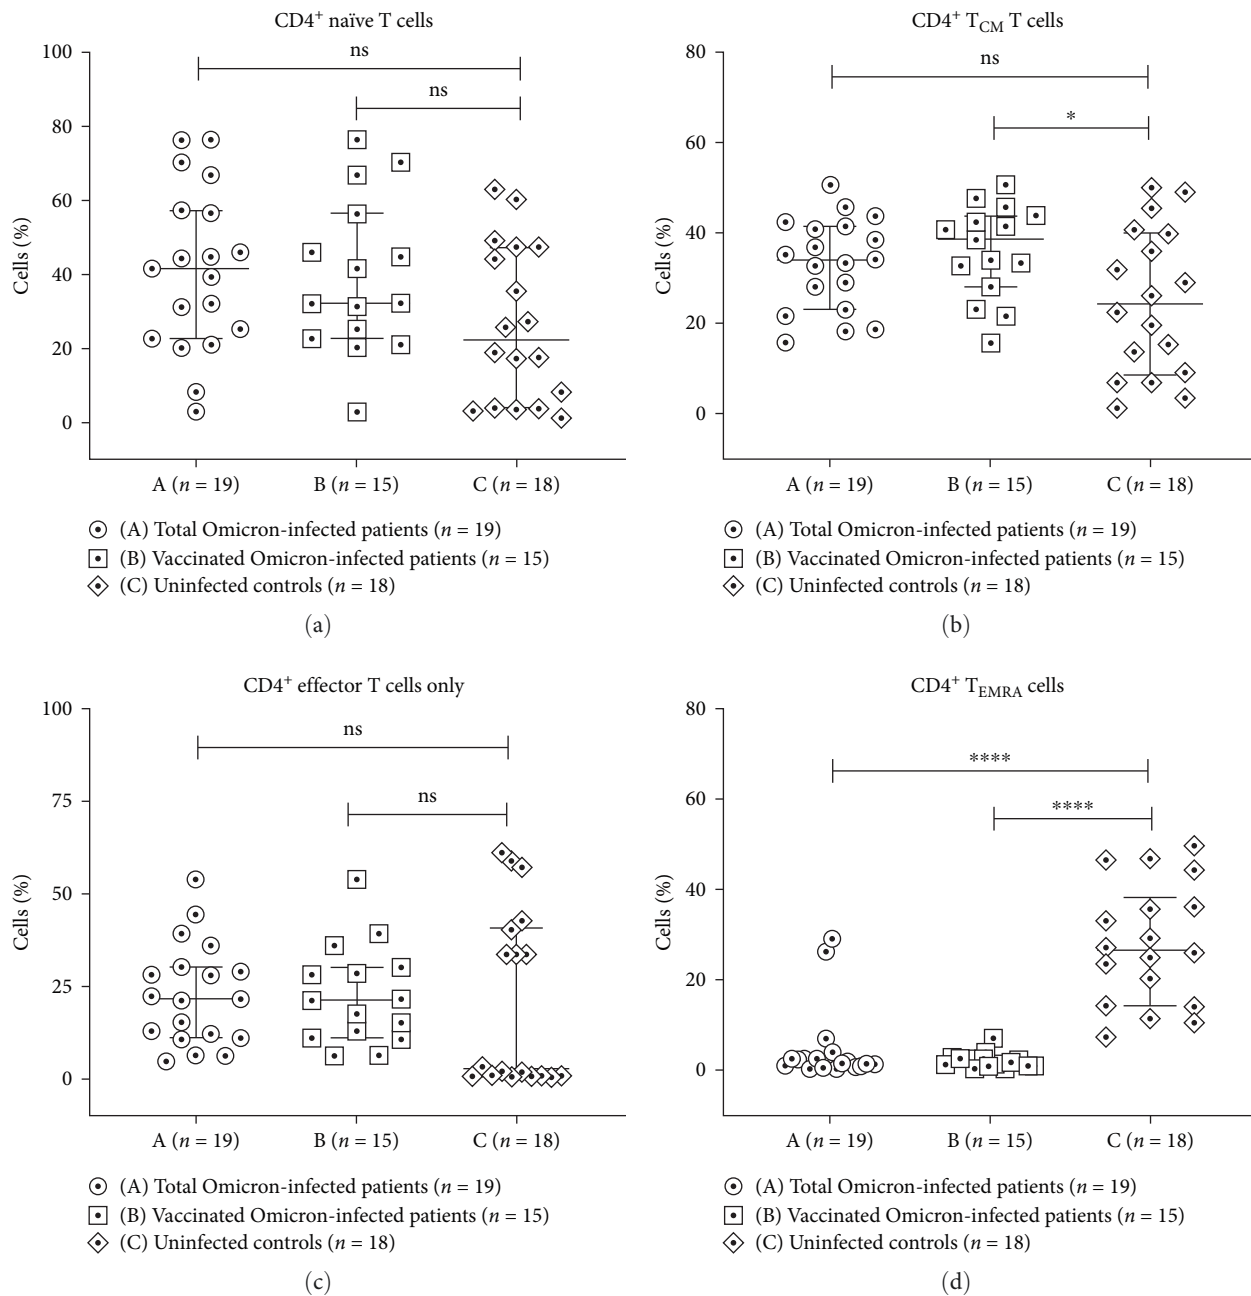 CD4⁺ naïve T cells
100
80
60
40
20
0
Cells (%)
ns
ns
A (n = 19)
B (n = 15)
C (n = 18)
(A) Total Omicron-infected patients (n = 19)
(B) Vaccinated Omicron-infected patients (n = 15)
(C) Uninfected controls (n = 18)
(a)
CD4⁺ T_CM T cells
80
60
40
20
0
Cells (%)
ns
*
A (n = 19)
B (n = 15)
C (n = 18)
(A) Total Omicron-infected patients (n = 19)
(B) Vaccinated Omicron-infected patients (n = 15)
(C) Uninfected controls (n = 18)
(b)
CD4⁺ effector T cells only
100
75
50
25
0
Cells (%)
ns
ns
A (n = 19)
B (n = 15)
C (n = 18)
(A) Total Omicron-infected patients (n = 19)
(B) Vaccinated Omicron-infected patients (n = 15)
(C) Uninfected controls (n = 18)
(c)
CD4⁺ T_EMRA cells
80
60
40
20
0
Cells (%)
****
****
A (n = 19)
B (n = 15)
C (n = 18)
(A) Total Omicron-infected patients (n = 19)
(B) Vaccinated Omicron-infected patients (n = 15)
(C) Uninfected controls (n = 18)
(d)